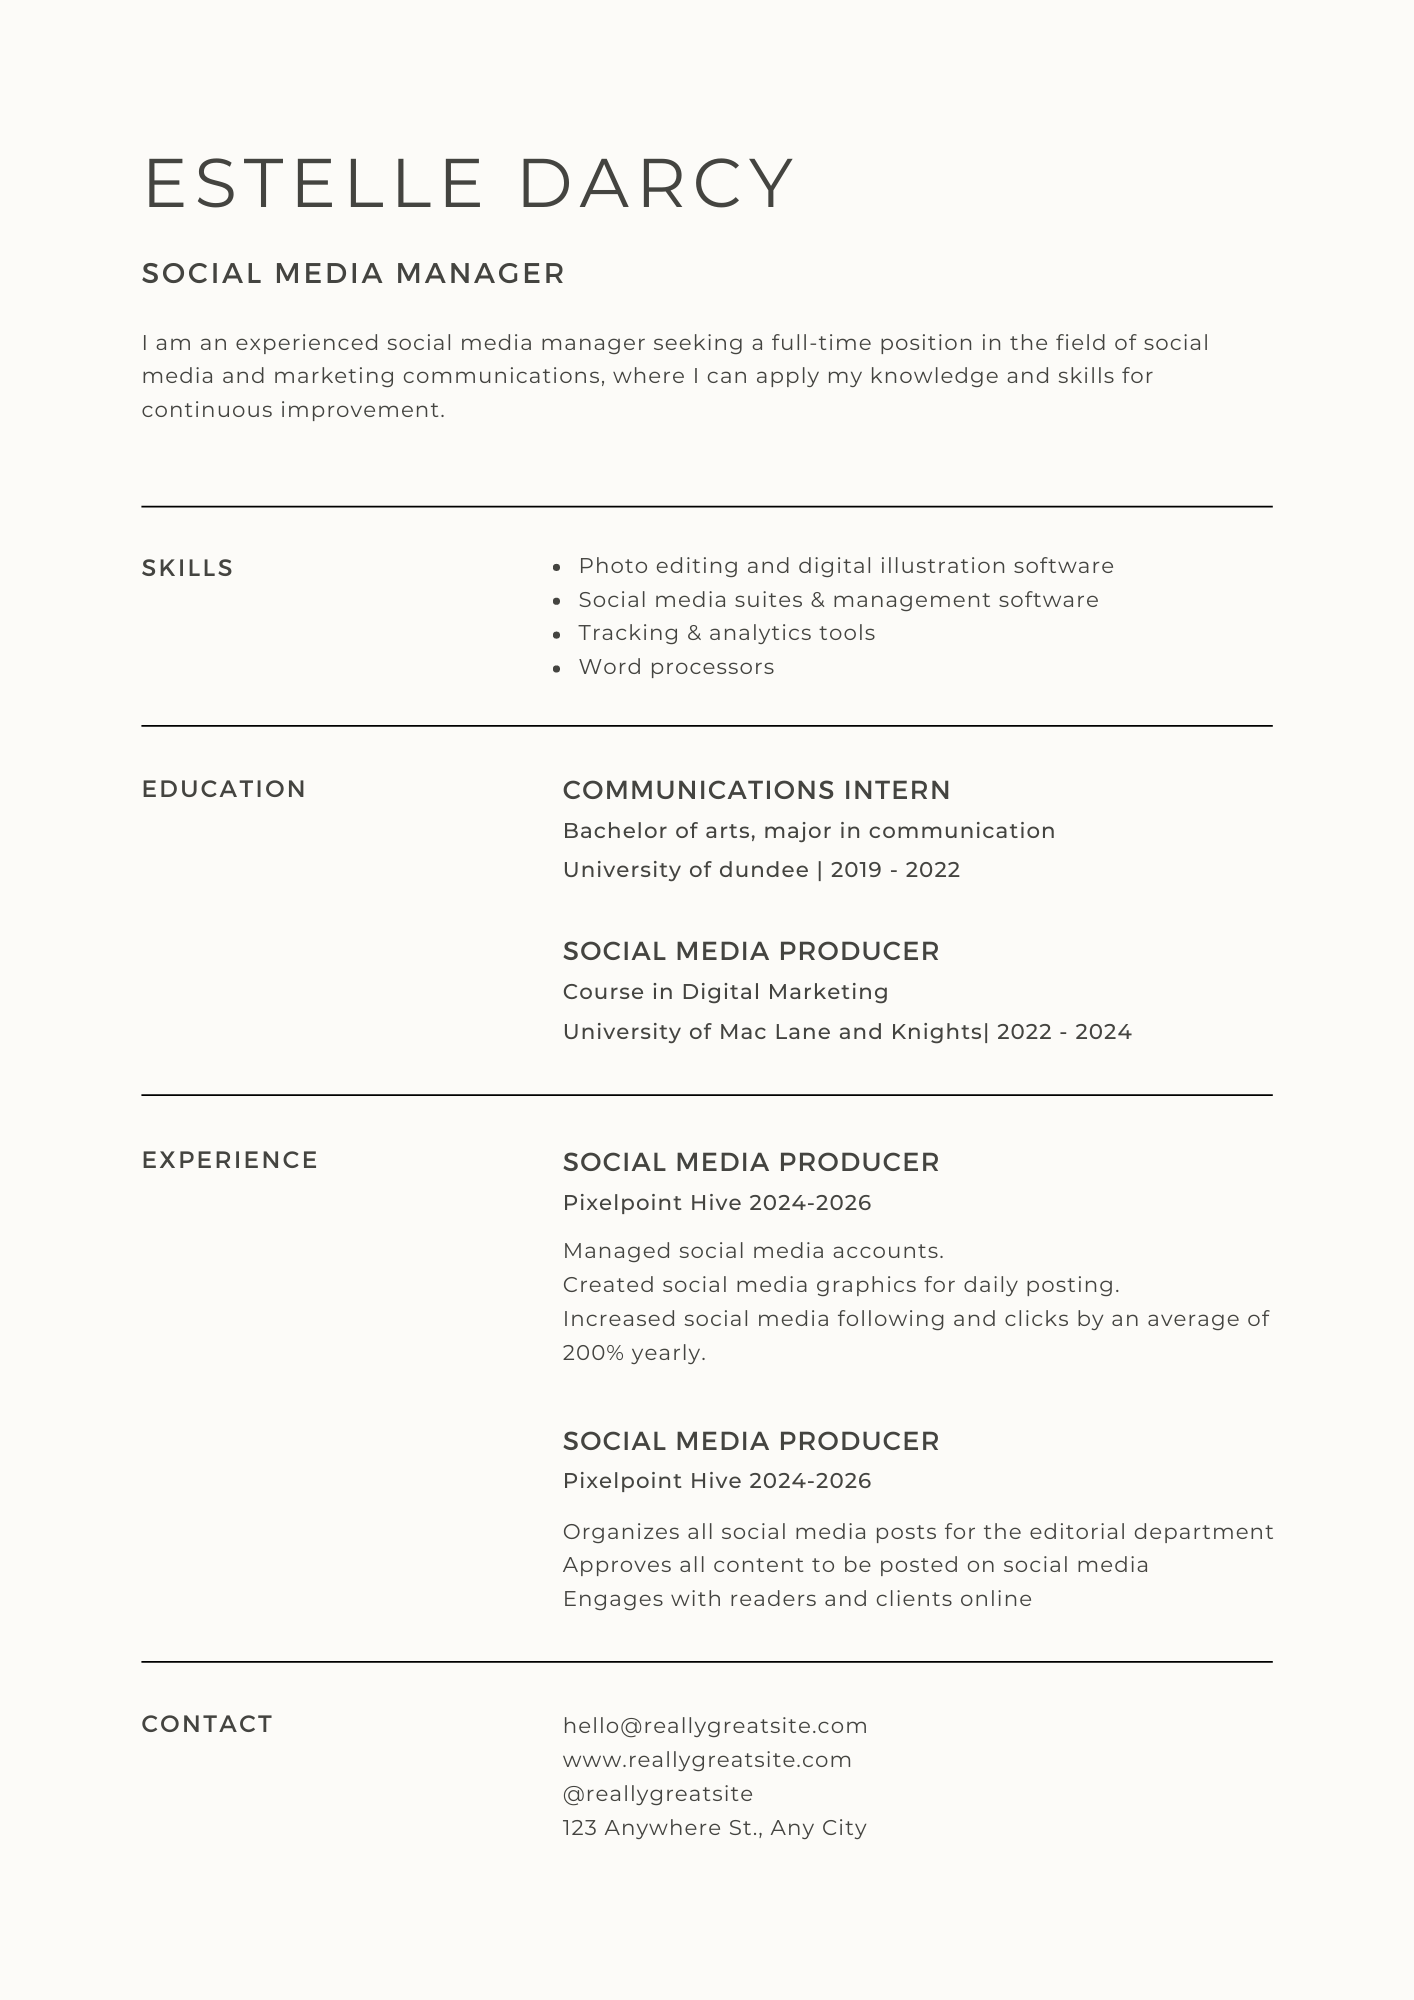 ESTELLE DARCY
SOCIAL MEDIA MANAGER
I am an experienced social media manager seeking a full-time position in the field of social
media and marketing communications, where I can apply my knowledge and skills for
continuous improvement.
SKILLS
• Photo editing and digital illustration software
• Social media suites & management software
• Tracking & analytics tools
• Word processors
EDUCATION
COMMUNICATIONS INTERN
Bachelor of arts, major in communication
University of dundee | 2019 - 2022
SOCIAL MEDIA PRODUCER
Course in Digital Marketing
University of Mac Lane and Knights| 2022 - 2024
EXPERIENCE
SOCIAL MEDIA PRODUCER
Pixelpoint Hive 2024-2026
Managed social media accounts.
Created social media graphics for daily posting.
Increased social media following and clicks by an average of
200% yearly.
SOCIAL MEDIA PRODUCER
Pixelpoint Hive 2024-2026
Organizes all social media posts for the editorial department
Approves all content to be posted on social media
Engages with readers and clients online
CONTACT
hello@reallygreatsite.com
www.reallygreatsite.com
@reallygreatsite
123 Anywhere St., Any City